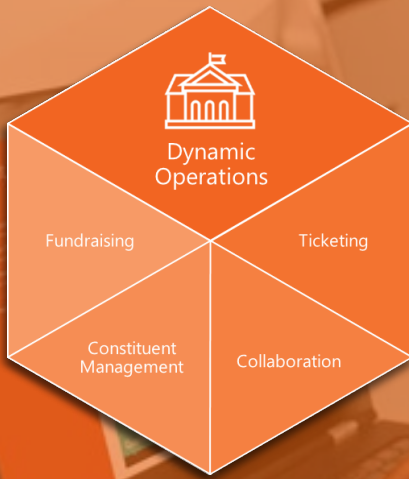 Dynamic
Operations
Fundraising
Ticketing
Constituent
Management
Collaboration